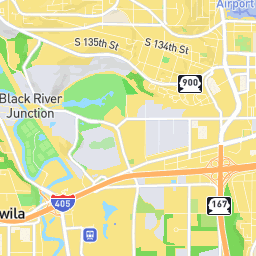 Airport
S 135th St
S 134th St
900
Black River
Junction
405
167
wila